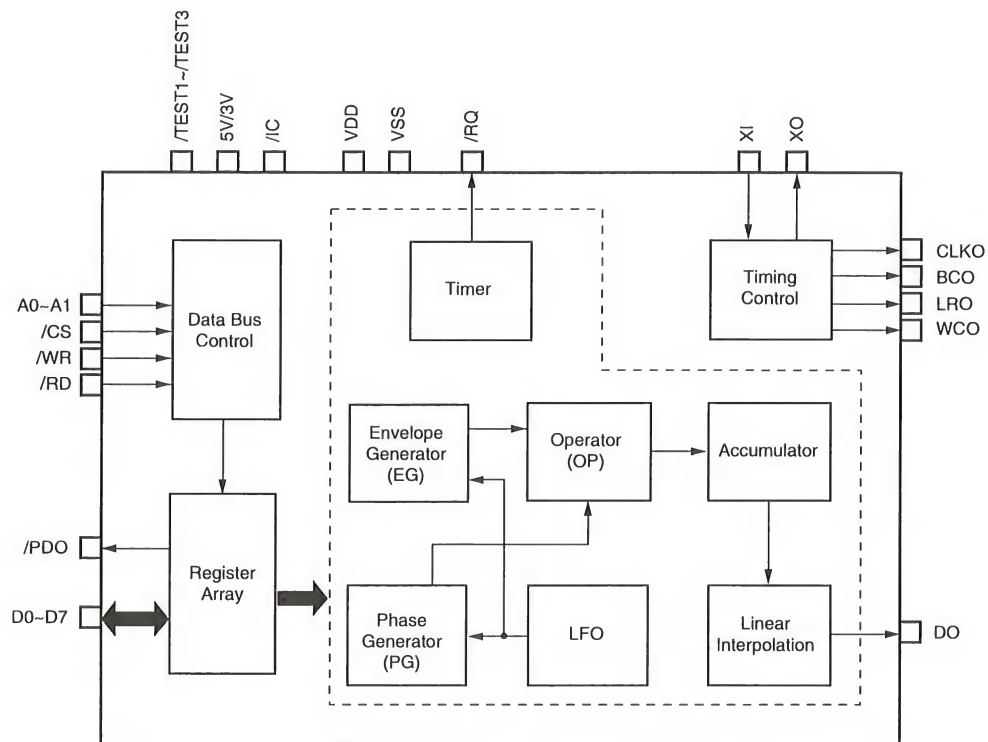 /TEST1~/TEST3
5V/3V
/IC
VDD
VSS
/RQ
XI
XO
A0~A1
/CS
/WR
/RD
Data Bus
Control
Timer
Timing
Control
CLKO
BCO
LRO
WCO
Envelope
Generator
(EG)
Operator
(OP)
Accumulator
/PDO
D0~D7
Register
Array
Phase
Generator
(PG)
LFO
Linear
Interpolation
DO